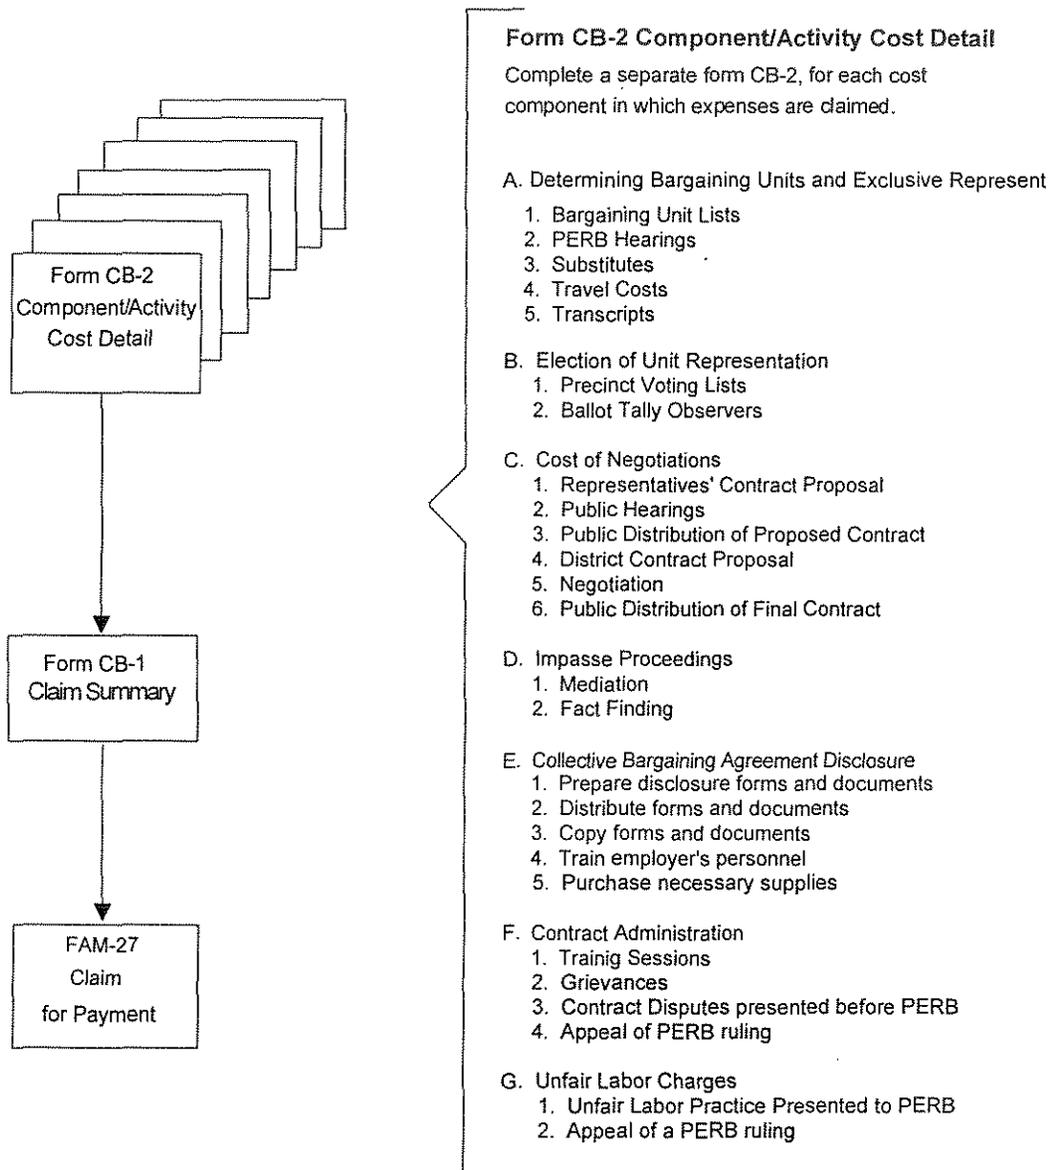 Form CB-2
Component/Activity
Cost Detail
Form CB-1
Claim Summary
FAM-27
Claim
for Payment
Form CB-2 Component/Activity Cost Detail
Complete a separate form CB-2, for each cost
component in which expenses are claimed.
A. Determining Bargaining Units and Exclusive Represent
1. Bargaining Unit Lists
2. PERB Hearings
3. Substitutes
4. Travel Costs
5. Transcripts
B. Election of Unit Representation
1. Precinct Voting Lists
2. Ballot Tally Observers
C. Cost of Negotiations
1. Representatives' Contract Proposal
2. Public Hearings
3. Public Distribution of Proposed Contract
4. District Contract Proposal
5. Negotiation
6. Public Distribution of Final Contract
D. Impasse Proceedings
1. Mediation
2. Fact Finding
E. Collective Bargaining Agreement Disclosure
1. Prepare disclosure forms and documents
2. Distribute forms and documents
3. Copy forms and documents
4. Train employer's personnel
5. Purchase necessary supplies
F. Contract Administration
1. Trainig Sessions
2. Grievances
3. Contract Disputes presented before PERB
4. Appeal of PERB ruling
G. Unfair Labor Charges
1. Unfair Labor Practice Presented to PERB
2. Appeal of a PERB ruling